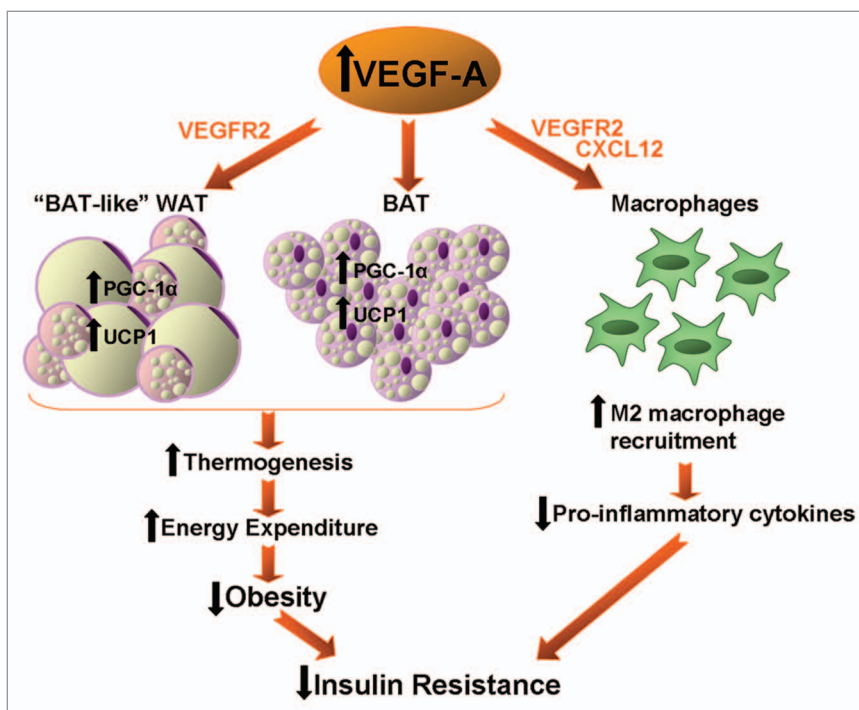 ↑VEGF-A
VEGFR2
VEGFR2
CXCL12
“BAT-like” WAT
BAT
Macrophages
↑PGC-1α
↑UCP1
↑PGC-1α
↑UCP1
↑M2 macrophage
recruitment
↑Thermogenesis
↓Pro-inflammatory cytokines
↑Energy Expenditure
↓Obesity
↓Insulin Resistance